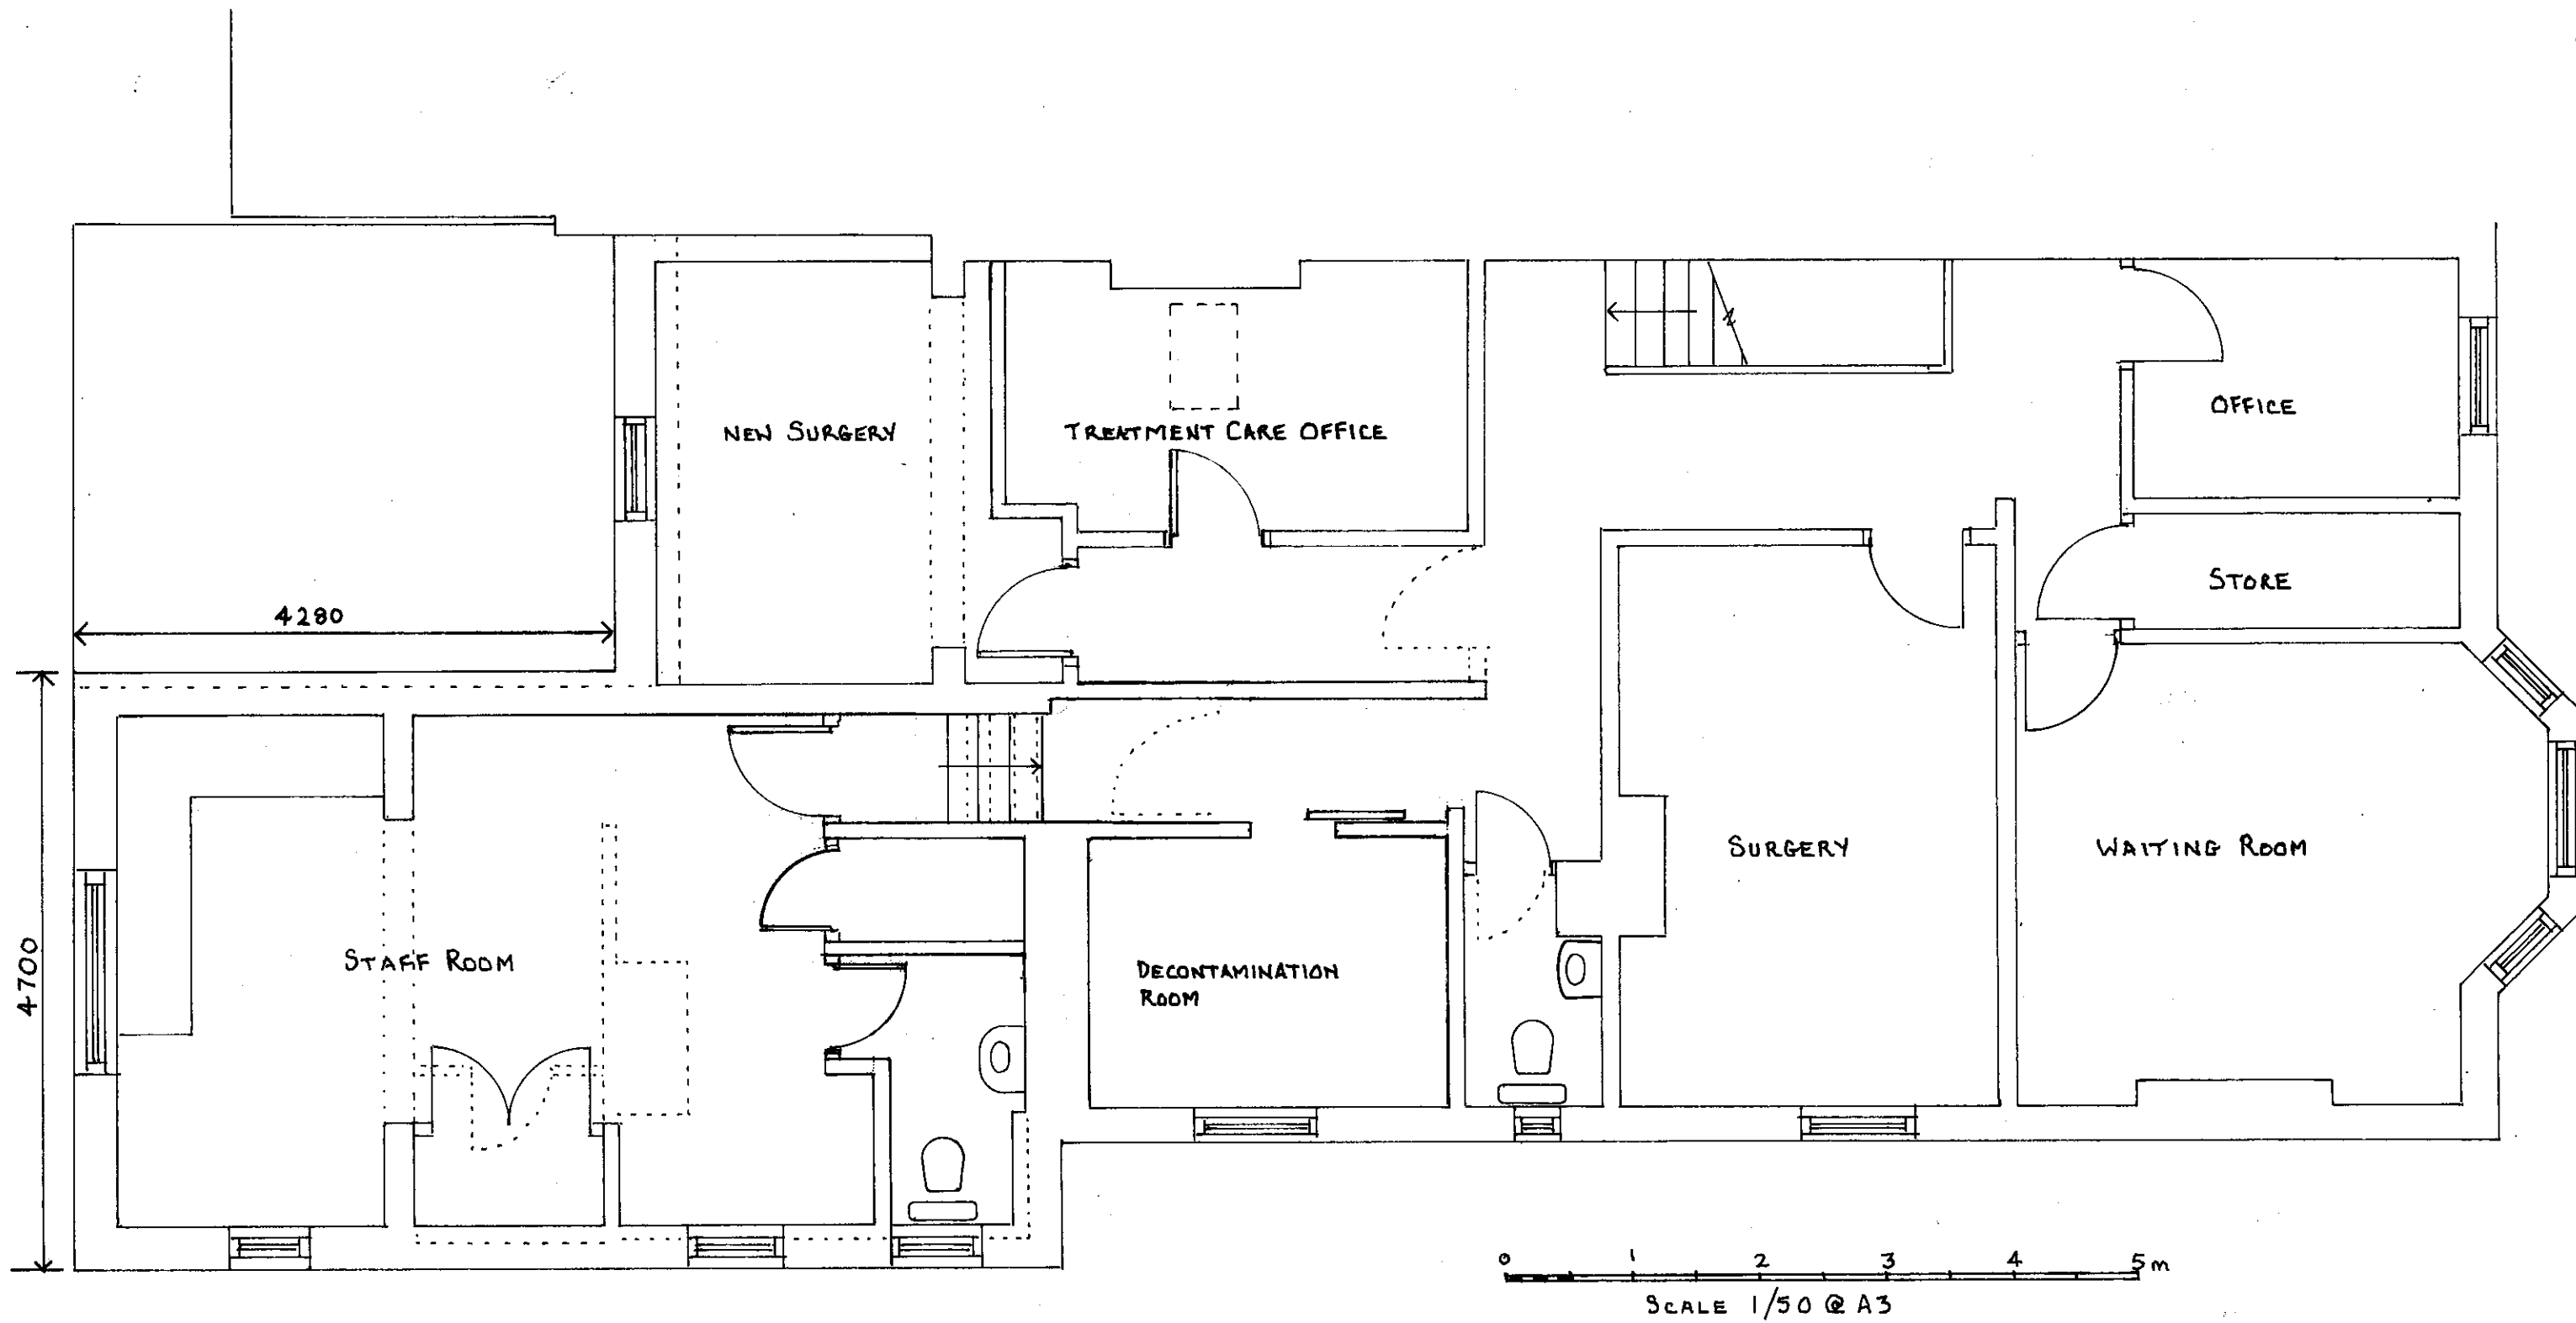 NEW SURGERY
TREATMENT CARE OFFICE
OFFICE
STORE
4280
4700
STAFF ROOM
DECONTAMINATION
ROOM
SURGERY
WAITING ROOM
0 1 2 3 4 5m
SCALE 1/50 @ A3